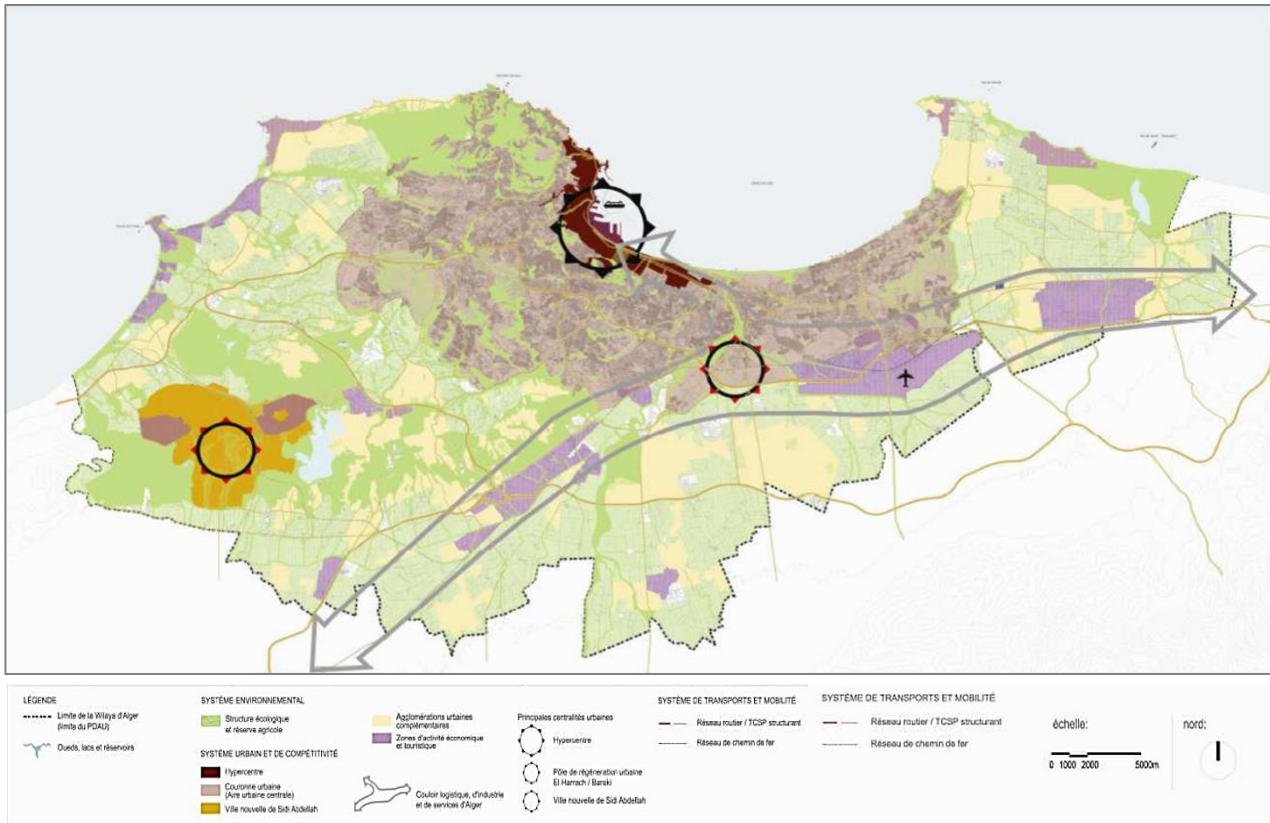 LÉGENDE
Limite de la Wilaya d'Alger
(limite du PDAU)
Oueds, lacs et réservoirs
SYSTÈME ENVIRONNEMENTAL
Structure écologique
et réserve agricole
SYSTÈME URBAIN ET DE COMPÉTITIVITÉ
Hypercentre
Couronne urbaine
(Aire urbaine centrale)
Ville nouvelle de Sidi Abdellah
Agglomérations urbaines
complémentaires
Zones d'activité économique
et touristique
Couloir logistique, d'industrie
et de services d'Alger
Principales centralités urbaines
Hypercentre
Pôle de régénération urbaine
El Harrach / Baraki
Ville nouvelle de Sidi Abdellah
SYSTÈME DE TRANSPORTS ET MOBILITÉ
Réseau routier / TCSP structurant
Réseau de chemin de fer
SYSTÈME DE TRANSPORTS ET MOBILITÉ
Réseau routier / TCSP structurant
Réseau de chemin de fer
échelle:
0 1000 2000 5000m
nord: